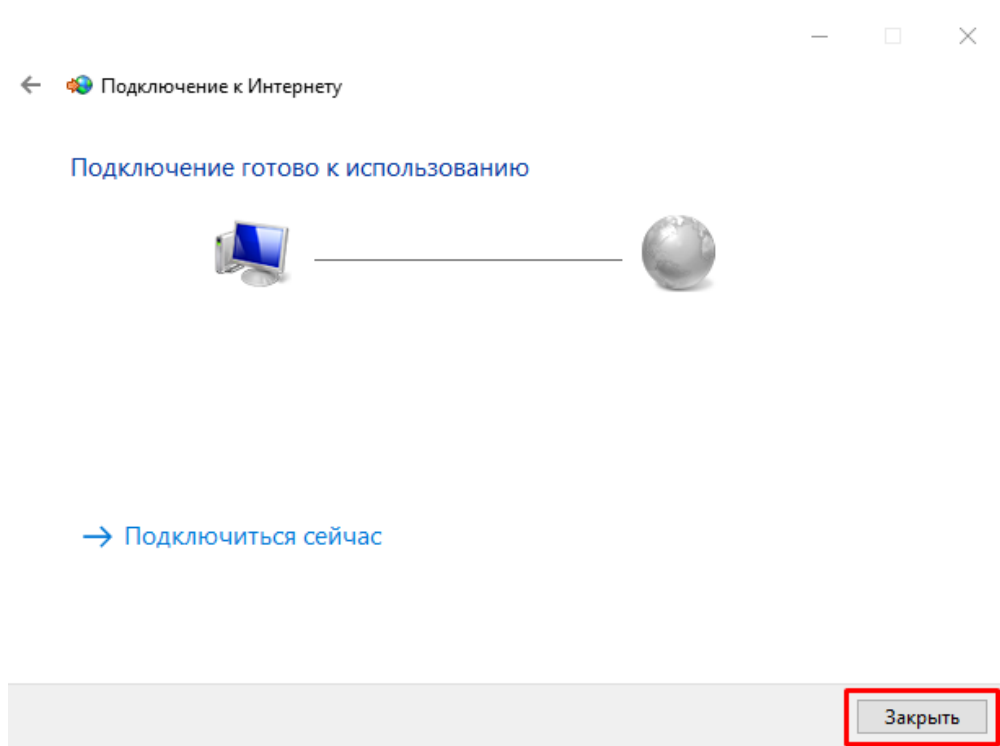 Подключение к Интернету
Подключение готово к использованию
Подключиться сейчас
Закрыть